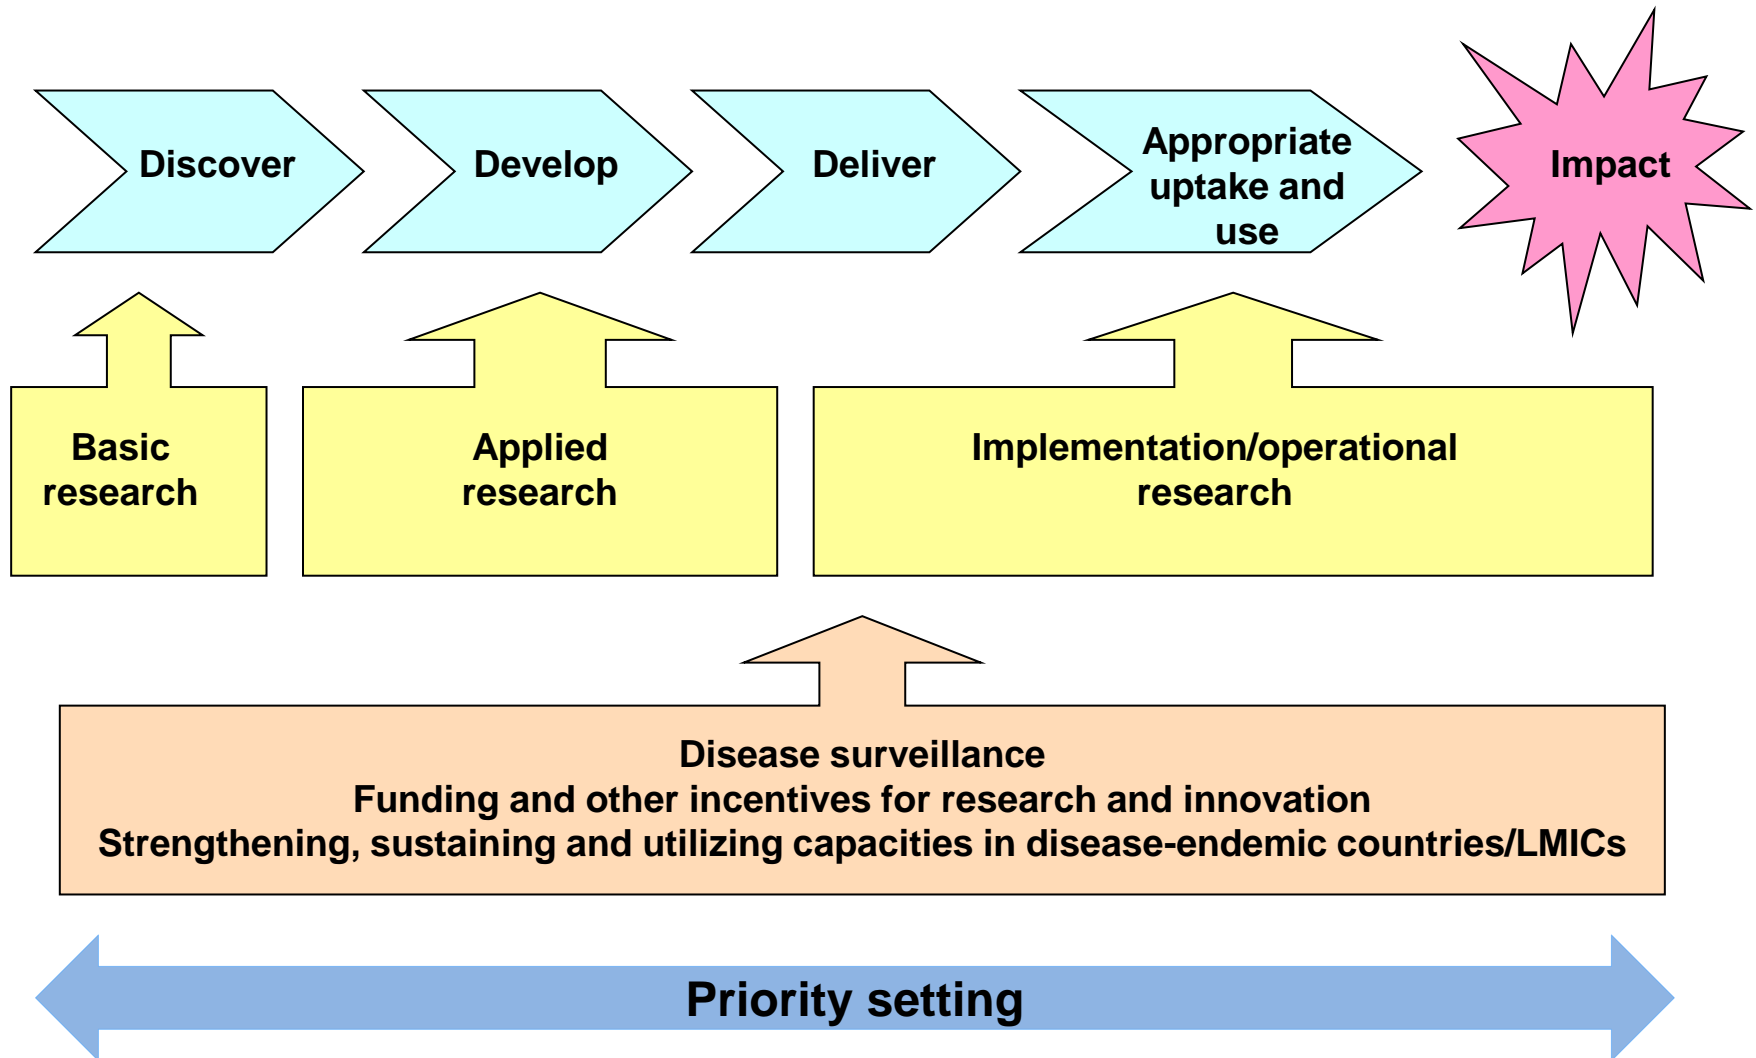 Discover
Develop
Deliver
Appropriate
uptake and
use
Impact
Basic
research
Applied
research
Implementation/operational
research
Disease surveillance
Funding and other incentives for research and innovation
Strengthening, sustaining and utilizing capacities in disease-endemic countries/LMICs
Priority setting